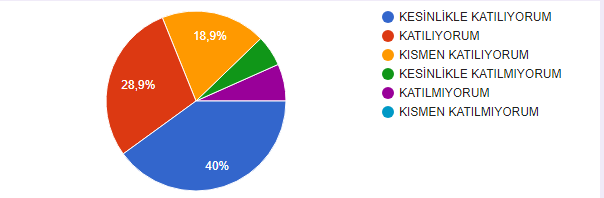 18,9%
28,9%
40%
KESİNLİKLE KATILIYORUM
KATILIYORUM
KISMEN KATILIYORUM
KESİNLİKLE KATILMIYORUM
KATILMIYORUM
KISMEN KATILMIYORUM